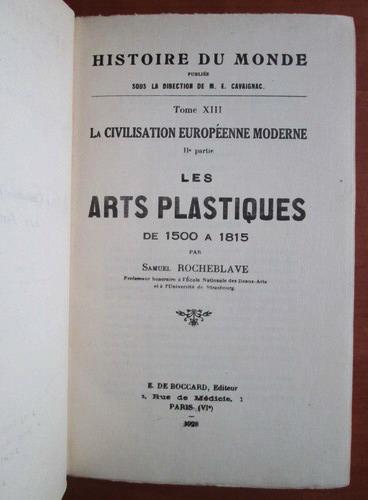 HISTOIRE DU MONDE
PUBLIÉE
SOUS LA DIRECTION DE M. E. CAVAIGNAC.
Tome XIII
LA CIVILISATION EUROPÉENNE MODERNE
IIe partie
LES
ARTS PLASTIQUES
DE 1500 A 1815
PAR
SAMUEL ROCHEBLAVE
Professeur honoraire à l'École Nationale des Beaux-Arts
et à l'Université de Strasbourg.
E. DE BOCCARD, Editeur
1, Rue de Médicis, 1
PARIS (VIe)
1928